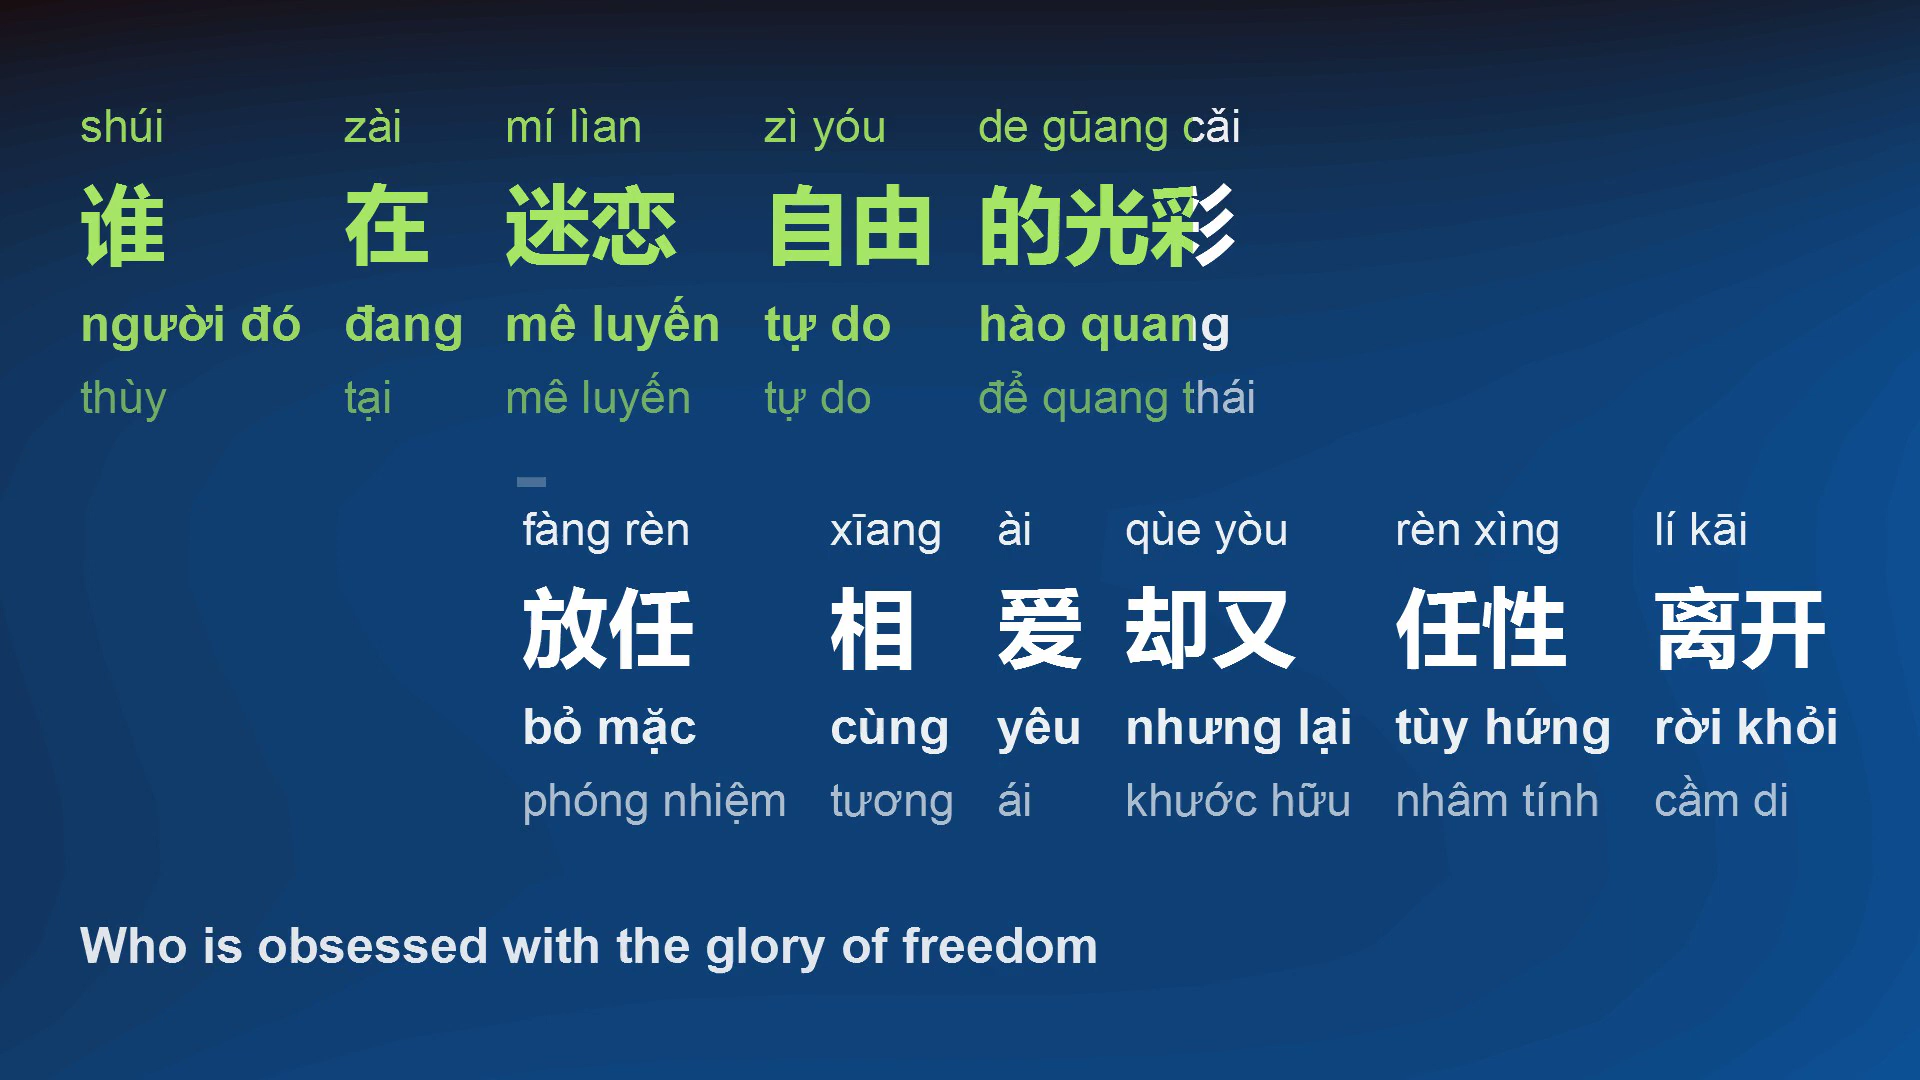 shúi zài mí lìan zì yóu de gūang cǎi
谁 在 迷恋 自由 的光彩
người đó đang mê luyến tự do hào quang
thùy tại mê luyến tự do để quang thái
fàng rèn xīang ài qùe yòu rèn xìng lí kāi
放任 相 爱 却又 任性 离开
bỏ mặc cùng yêu nhưng lại tùy hứng rời khỏi
phóng nhiệm tương ái khước hữu nhâm tính cầm di
Who is obsessed with the glory of freedom